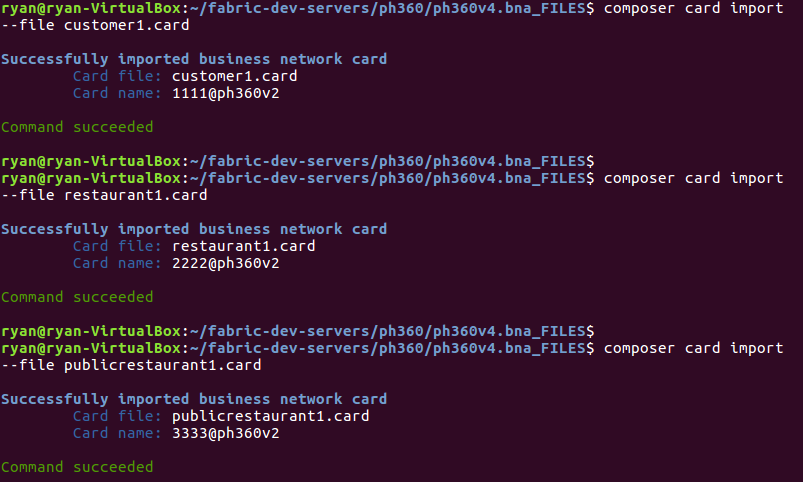 ryan@ryan-VirtualBox:~/fabric-dev-servers/ph360/ph360v4.bna_FILES$ composer card import
--file customer1.card
Successfully imported business network card
Card file: customer1.card
Card name: 1111@ph360v2
Command succeeded
ryan@ryan-VirtualBox:~/fabric-dev-servers/ph360/ph360v4.bna_FILES$
ryan@ryan-VirtualBox:~/fabric-dev-servers/ph360/ph360v4.bna_FILES$ composer card import
--file restaurant1.card
Successfully imported business network card
Card file: restaurant1.card
Card name: 2222@ph360v2
Command succeeded
ryan@ryan-VirtualBox:~/fabric-dev-servers/ph360/ph360v4.bna_FILES$
ryan@ryan-VirtualBox:~/fabric-dev-servers/ph360/ph360v4.bna_FILES$ composer card import
--file publicrestaurant1.card
Successfully imported business network card
Card file: publicrestaurant1.card
Card name: 3333@ph360v2
Command succeeded